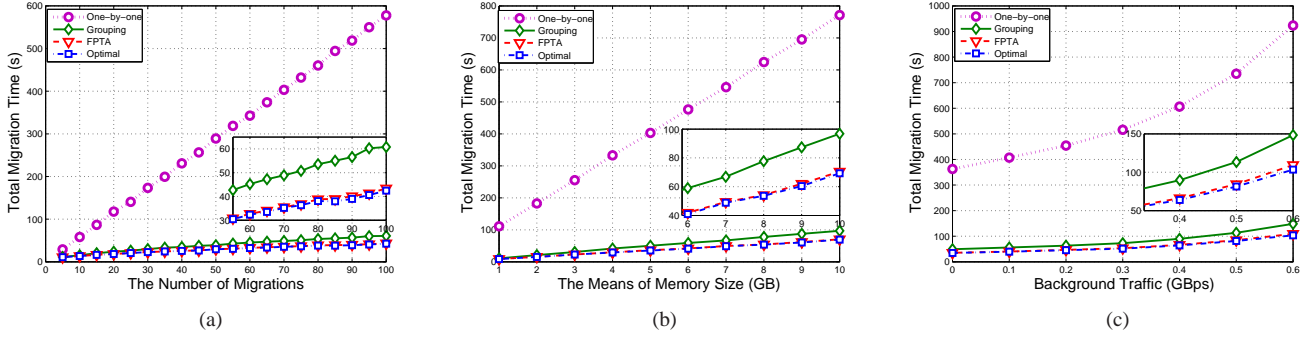 Total Migration Time (s)
600
500
400
300
200
100
0
One−by−one
Grouping
FPTA
Optimal
60
50
40
30
60 70 80 90 100
0 10 20 30 40 50 60 70 80 90 100
The Number of Migrations
(a)
Total Migration Time (s)
800
700
600
500
400
300
200
100
0
One−by−one
Grouping
FPTA
Optimal
100
80
60
40
6 7 8 9 10
1 2 3 4 5 6 7 8 9 10
The Means of Memory Size (GB)
(b)
Total Migration Time (s)
1000
900
800
700
600
500
400
300
200
100
0
One−by−one
Grouping
FPTA
Optimal
150
100
50
0.4 0.5 0.6
0 0.1 0.2 0.3 0.4 0.5 0.6
Background Traffic (GBps)
(c)